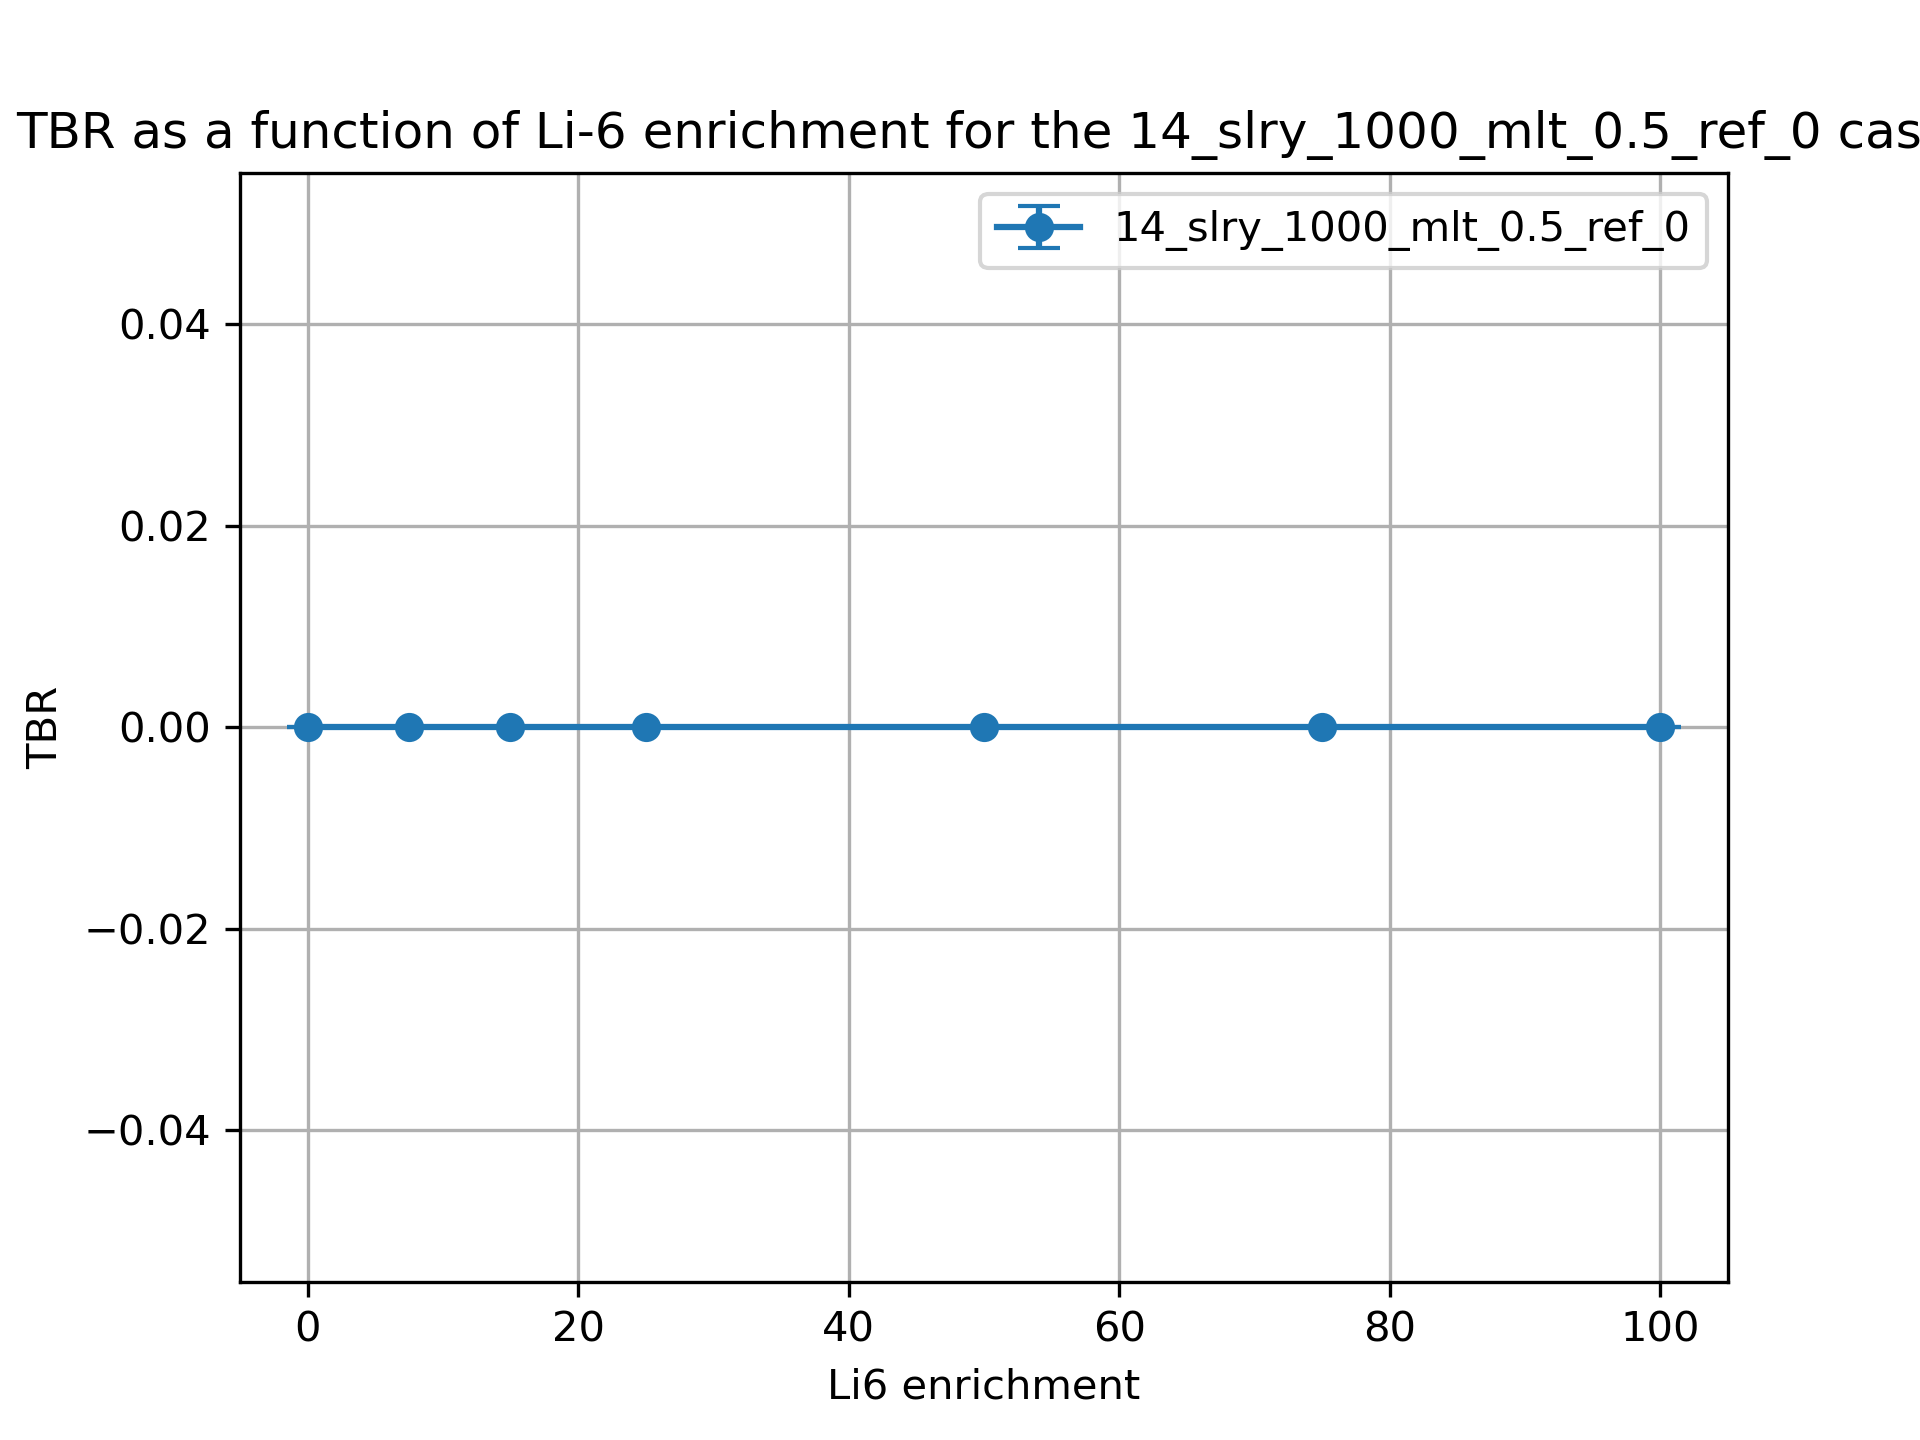 TBR as a function of Li-6 enrichment for the 14_slry_1000_mlt_0.5_ref_0 cas
14_slry_1000_mlt_0.5_ref_0
0.04
0.02
0.00
−0.02
−0.04
TBR
0 20 40 60 80 100
Li6 enrichment